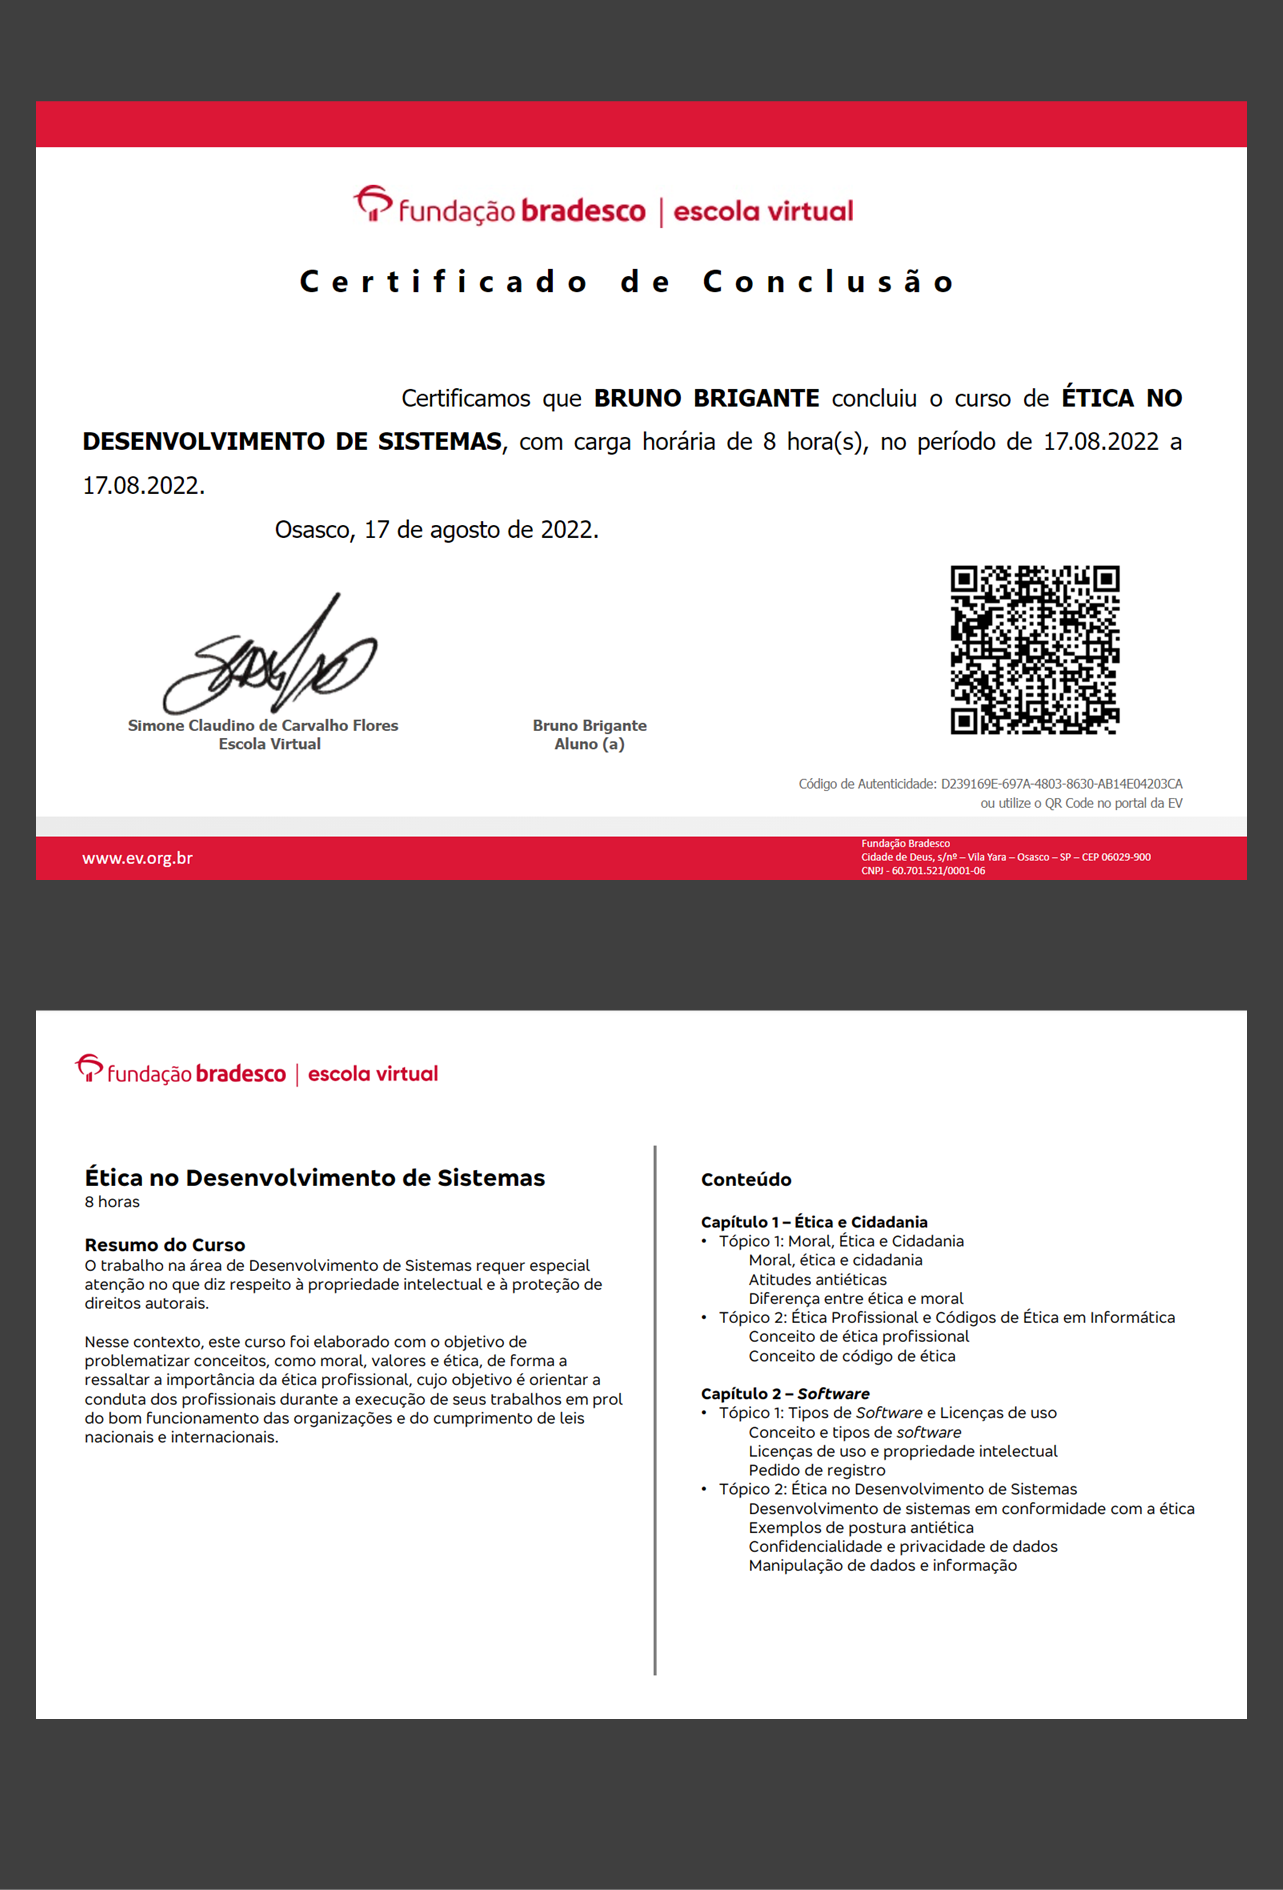 fundação bradesco | escola virtual
Certificado de Conclusão
Certificamos que BRUNO BRIGANTE concluiu o curso de ÉTICA NO
DESENVOLVIMENTO DE SISTEMAS, com carga horária de 8 hora(s), no período de 17.08.2022 a
17.08.2022.
Osasco, 17 de agosto de 2022.
Simone Claudino de Carvalho Flores
Escola Virtual
Bruno Brigante
Aluno (a)
Código de Autenticidade: D239169E-697A-4803-8630-AB14E04203CA
ou utilize o QR Code no portal da EV
www.ev.org.br
Fundação Bradesco
Cidade de Deus, s/nº – Vila Yara – Osasco – SP – CEP 06029-900
CNPJ - 60.701.521/0001-06
fundação bradesco | escola virtual
Ética no Desenvolvimento de Sistemas
8 horas
Resumo do Curso
O trabalho na área de Desenvolvimento de Sistemas requer especial
atenção no que diz respeito à propriedade intelectual e à proteção de
direitos autorais.
Nesse contexto, este curso foi elaborado com o objetivo de
problematizar conceitos, como moral, valores e ética, de forma a
ressaltar a importância da ética profissional, cujo objetivo é orientar a
conduta dos profissionais durante a execução de seus trabalhos em prol
do bom funcionamento das organizações e do cumprimento de leis
nacionais e internacionais.
Conteúdo
Capítulo 1 – Ética e Cidadania
• Tópico 1: Moral, Ética e Cidadania
Moral, ética e cidadania
Atitudes antiéticas
Diferença entre ética e moral
• Tópico 2: Ética Profissional e Códigos de Ética em Informática
Conceito de ética profissional
Conceito de código de ética
Capítulo 2 – Software
• Tópico 1: Tipos de Software e Licenças de uso
Conceito e tipos de software
Licenças de uso e propriedade intelectual
Pedido de registro
• Tópico 2: Ética no Desenvolvimento de Sistemas
Desenvolvimento de sistemas em conformidade com a ética
Exemplos de postura antiética
Confidencialidade e privacidade de dados
Manipulação de dados e informação